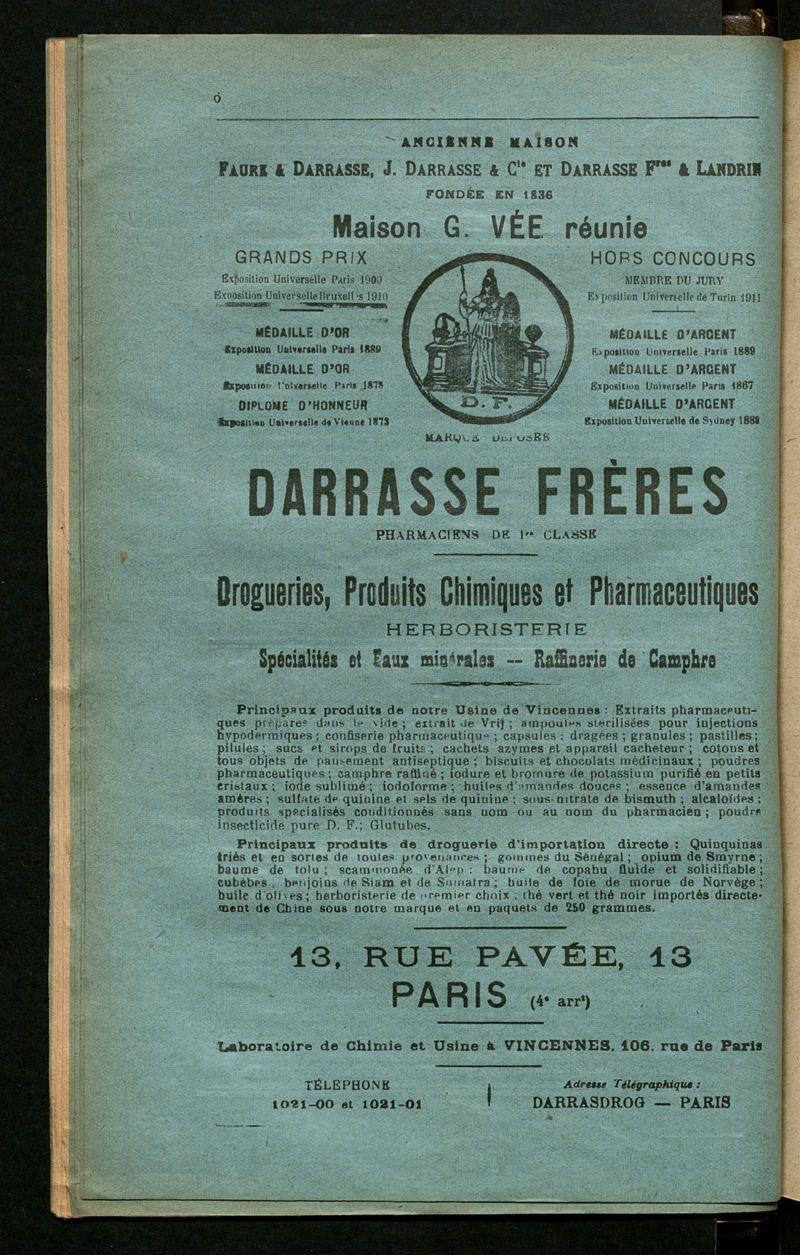 6
ANCIENNE MAISON
FAURE & DARRASSE, J. DARRASSE & Cie ET DARRASSE Fres & LANDRIN
FONDÉE EN 1836
Maison G. VÉE réunie
GRANDS PRIX
Exposition Universelle Paris 1900
Exposition Universelle Bruxelles 1910
MÉDAILLE D'OR
Exposition Universelle Paris 1889
MÉDAILLE D'OR
Exposition Universelle Paris 1878
DIPLOME D'HONNEUR
Exposition Universelle de Vienne 1873
HORS CONCOURS
MEMBRE DU JURY
Exposition Universelle de Turin 1911
MÉDAILLE D'ARGENT
Exposition Universelle Paris 1889
MÉDAILLE D'ARGENT
Exposition Universelle Paris 1867
MÉDAILLE D'ARGENT
Exposition Universelle de Sydney 1888
D. F.
MARQUE DÉPOSÉE
DARRASSE FRÈRES
PHARMACIENS DE 1re CLASSE
Drogueries, Produits Chimiques et Pharmaceutiques
HERBORISTERIE
Spécialités et Eaux minérales — Raffinerie de Camphre
Principaux produits de notre Usine de Vincennes : Extraits pharmaceuti-
ques préparés dans le vide ; extrait de Vrij ; ampoules stérilisées pour injections
hypodermiques ; confiserie pharmaceutique ; capsules ; dragées ; granules ; pastilles ;
pilules ; sucs et sirops de fruits ; cachets azymes et appareil cacheteur ; cotons et
tous objets de pansement antiseptique ; biscuits et chocolats médicinaux ; poudres
pharmaceutiques ; camphre raffiné ; iodure et bromure de potassium purifié en petits
cristaux ; iode sublimé ; iodoforme ; huiles d'amandes douces ; essence d'amandes
amères ; sulfate de quinine et sels de quinine ; sous-nitrate de bismuth ; alcaloïdes ;
produits spécialisés conditionnés sans nom ou au nom du pharmacien ; poudre
insecticide pure D. F.; Glutubes.
Principaux produits de droguerie d'importation directe : Quinquinas
triés et en sortes de toutes provenances ; gommes du Sénégal ; opium de Smyrne ;
baume de tolu ; scammonée d'Alep ; baume de copahu fluide et solidifiable ;
cubèbes, benjoins de Siam et de Sumatra ; huile de foie de morue de Norvège ;
huile d'olives ; herboristerie de premier choix ; thé vert et thé noir importés directe-
ment de Chine sous notre marque et en paquets de 250 grammes.
13, RUE PAVÉE, 13
PARIS (4e arrt)
Laboratoire de Chimie et Usine à VINCENNES, 106, rue de Paris
TÉLÉPHONE
1021-00 et 1021-01
Adresse Télégraphique :
DARRASDROG — PARIS